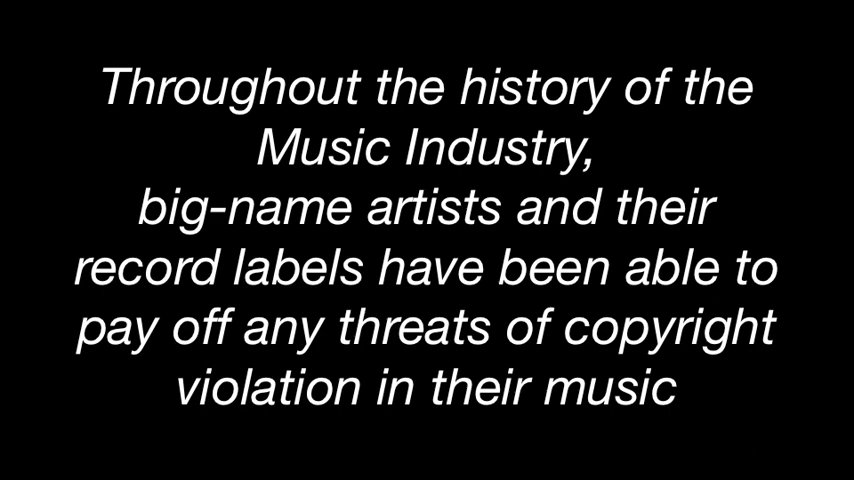 Throughout the history of the
Music Industry,
big-name artists and their
record labels have been able to
pay off any threats of copyright
violation in their music